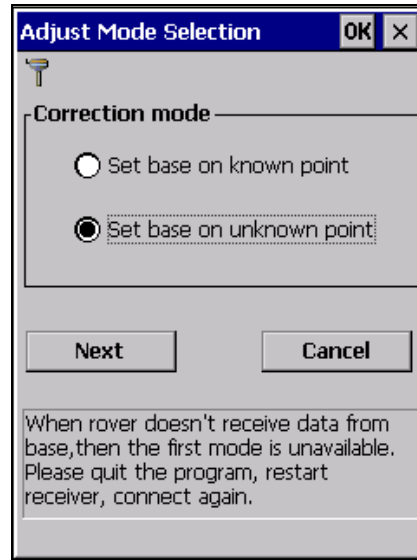 Adjust Mode Selection OK ×
Correction mode
Set base on known point
Set base on unknown point
Next Cancel
When rover doesn't receive data from
base,then the first mode is unavailable.
Please quit the program, restart
receiver, connect again.